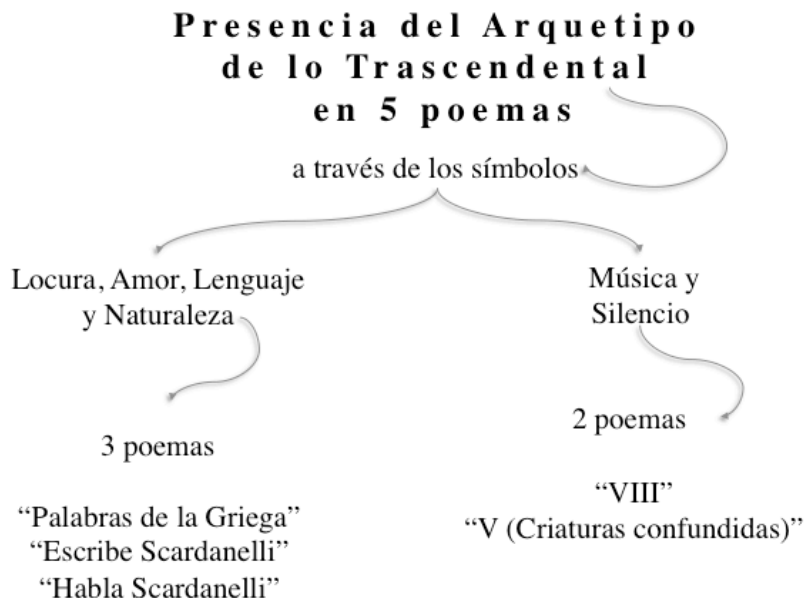 Presencia del Arquetipo
de lo Trascendental
en 5 poemas
a través de los símbolos
Locura, Amor, Lenguaje
y Naturaleza
3 poemas
“Palabras de la Griega”
“Escribe Scardanelli”
“Habla Scardanelli”
Música y
Silencio
2 poemas
“VIII”
“V (Criaturas confundidas)”